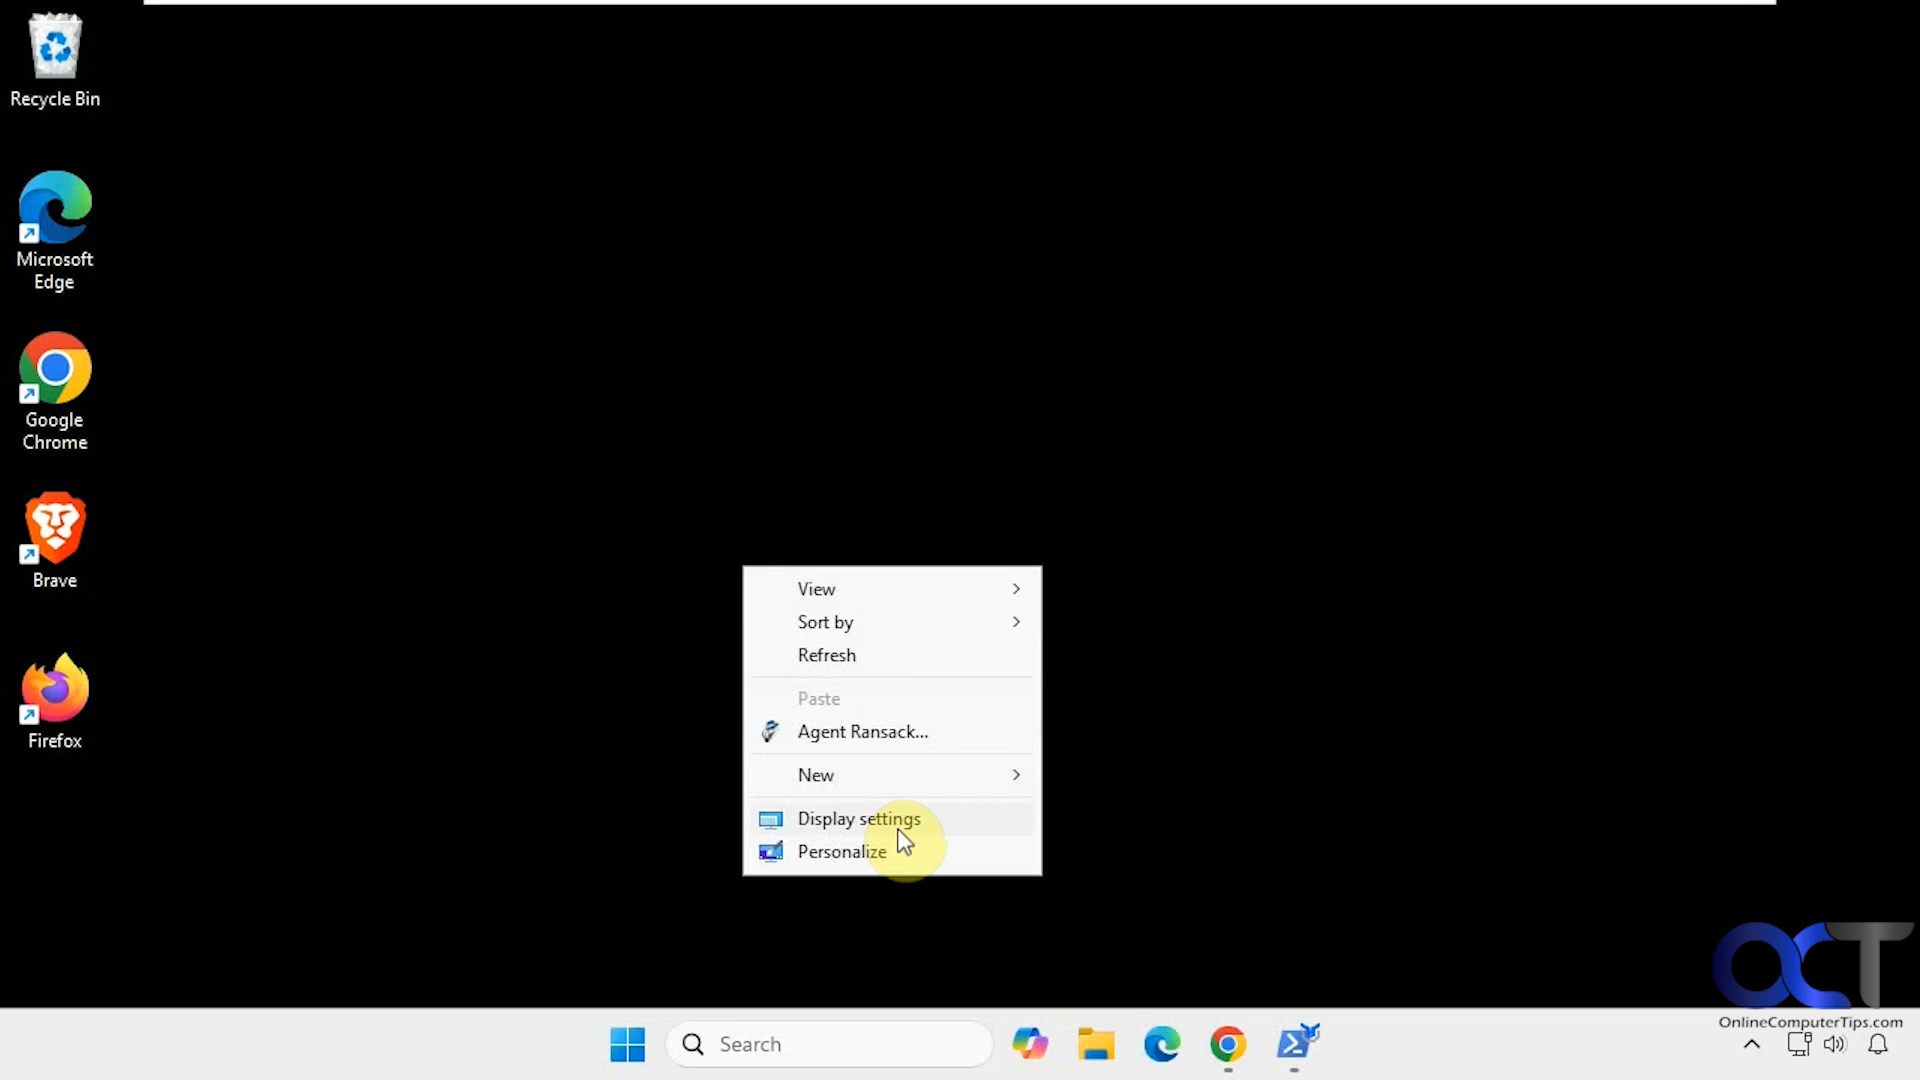 Recycle Bin
Microsoft
Edge
Google
Chrome
Brave
Firefox
View
Sort by
Refresh
Paste
Agent Ransack...
New
Display settings
Personalize
Search
OCT
OnlineComputerTips.com